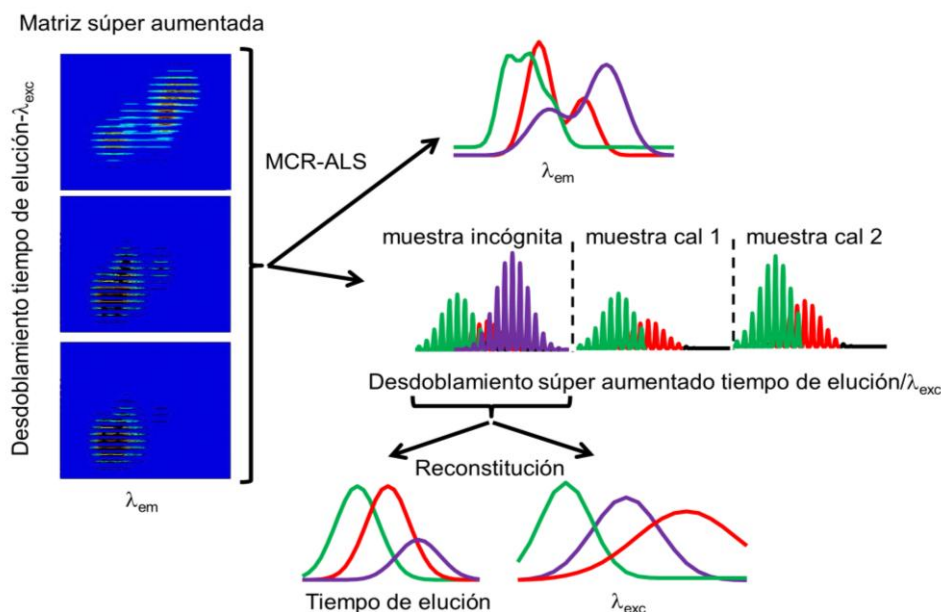 Matriz súper aumentada
Desdoblamiento tiempo de elución-λexc
λem
MCR-ALS
λem
muestra incógnita
muestra cal 1
muestra cal 2
Desdoblamiento súper aumentado tiempo de elución/λexc
Reconstitución
Tiempo de elución
λexc